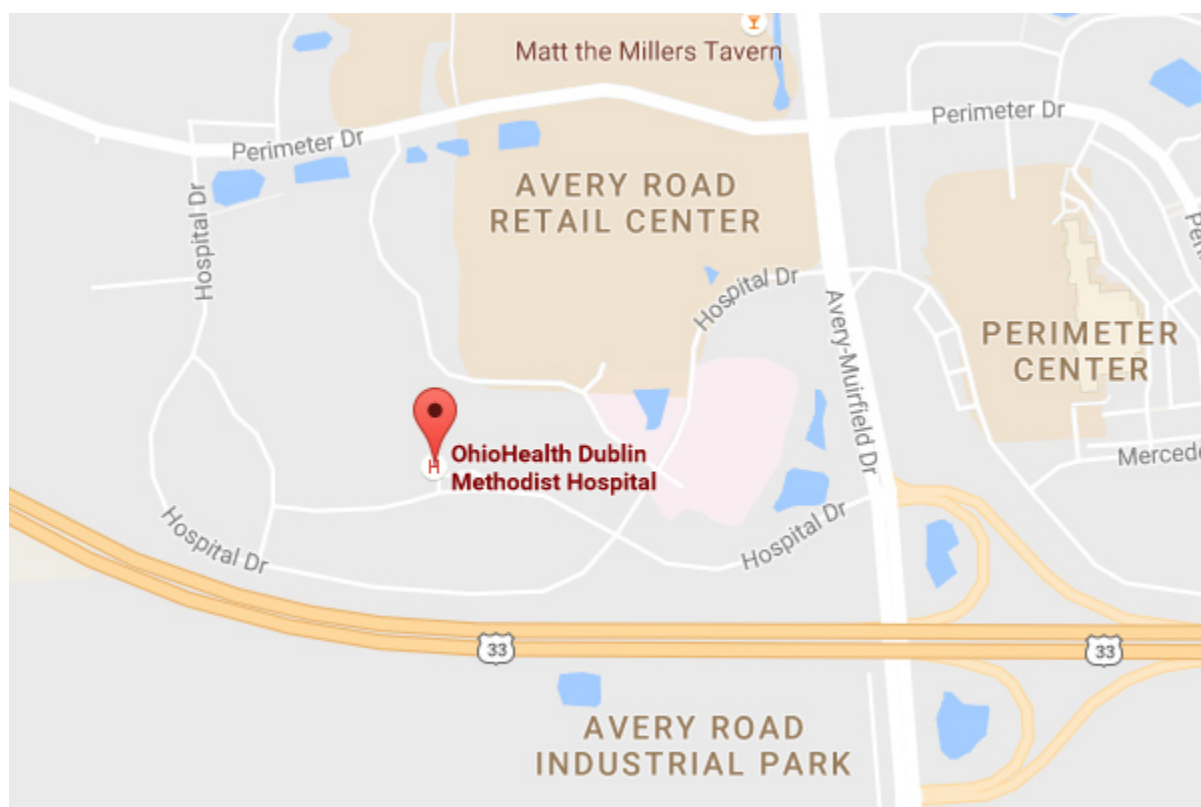 Matt the Millers Tavern
Perimeter Dr
Perimeter Dr
AVERY ROAD
RETAIL CENTER
Hospital Dr
Hospital Dr
Avery-Muirfield Dr
PERIMETER
CENTER
OhioHealth Dublin
Methodist Hospital
H
Hospital Dr
Hospital Dr
33
33
AVERY ROAD
INDUSTRIAL PARK